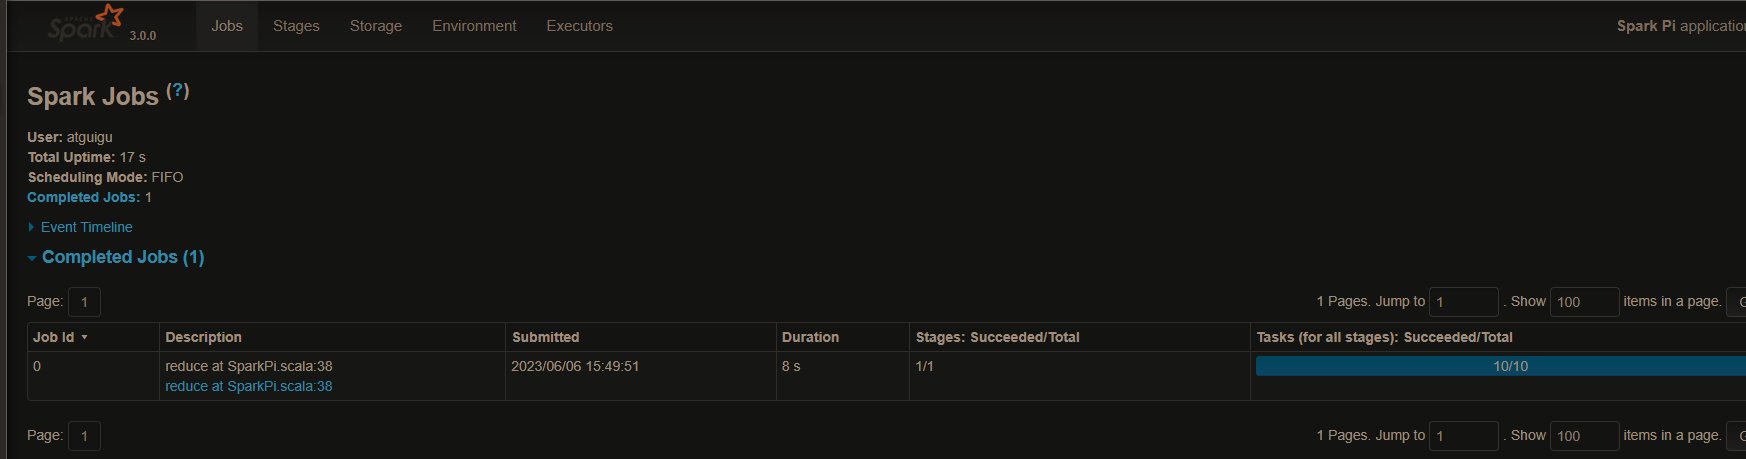 APACHE Spark 3.0.0 Jobs Stages Storage Environment Executors Spark Pi
Spark Jobs (?)
User: atguigu
Total Uptime: 17 s
Scheduling Mode: FIFO
Completed Jobs: 1
Event Timeline
Completed Jobs (1)
Page: 1 1 Pages. Jump to 1 . Show 100 items in a page.
Job Id Description Submitted Duration Stages: Succeeded/Total Tasks (for all stages): Succeeded/Total
0 reduce at SparkPi.scala:38 2023/06/06 15:49:51 8 s 1/1 10/10
reduce at SparkPi.scala:38
Page: 1 1 Pages. Jump to 1 . Show 100 items in a page.